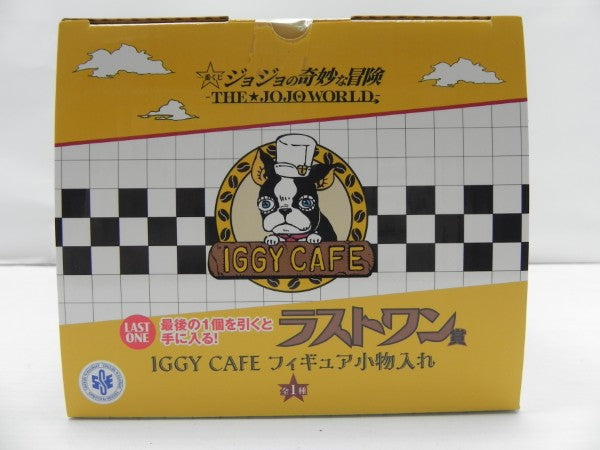 一番くじ
ジョジョの奇妙な冒険
-THE★JOJO WORLD-
IGGY CAFE
LAST
ONE
最後の1個を引くと
手に入る!
ラストワン賞
IGGY CAFE フィギュア小物入れ
全1種